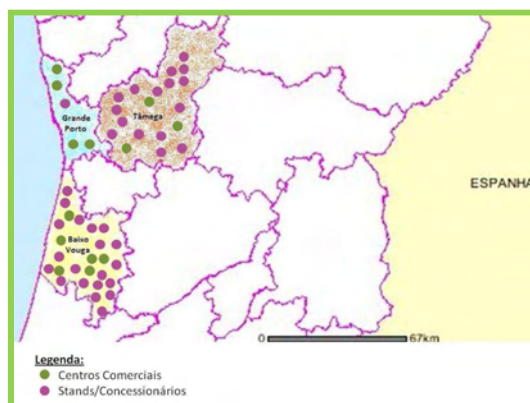 Grande
Porto
Tâmega
ESPANHA
Baixo
Vouga
0 67km
Legenda:
Centros Comerciais
Stands/Concessionários